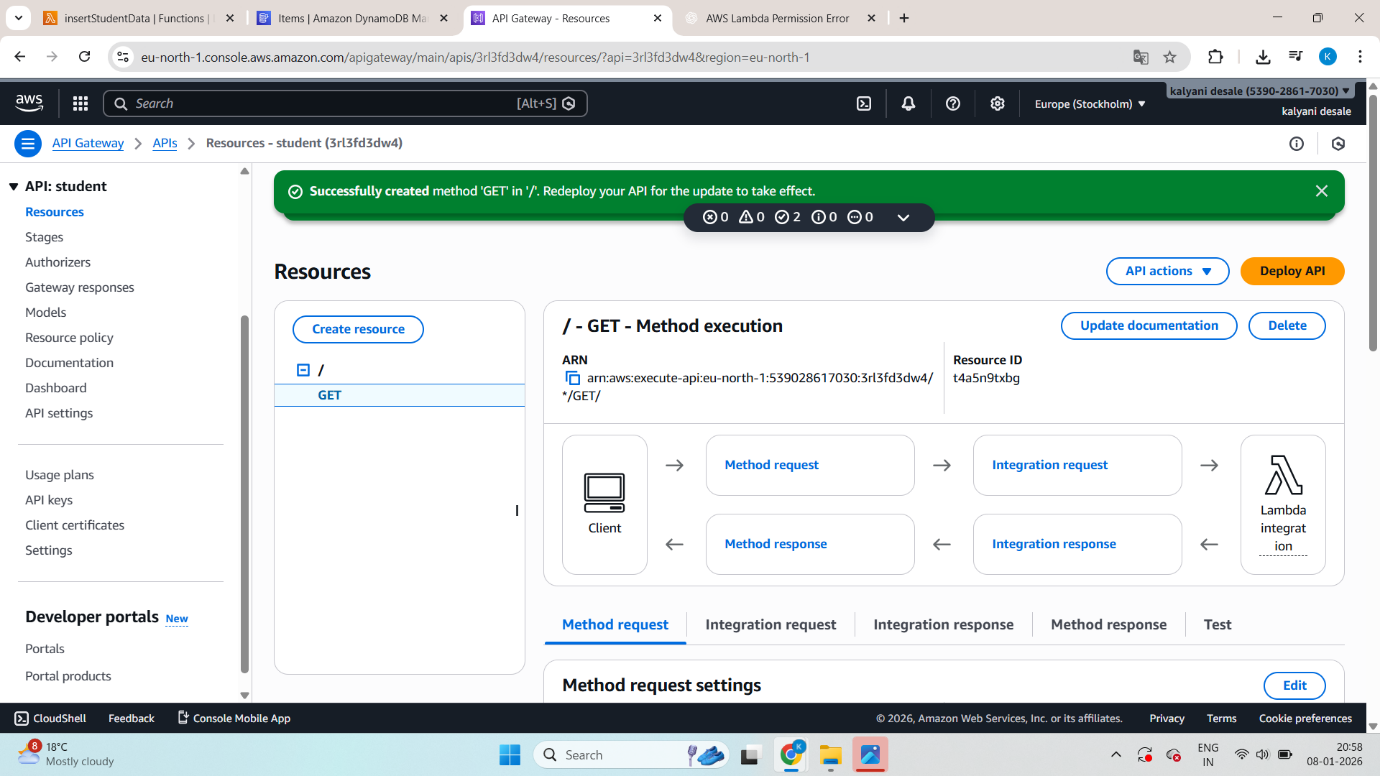 insertStudentData | Functions |
Items | Amazon DynamoDB Ma
API Gateway - Resources
AWS Lambda Permission Error
eu-north-1.console.aws.amazon.com/apigateway/main/apis/3rl3fd3dw4/resources/?api=3rl3fd3dw4&region=eu-north-1
K
aws
Search
[Alt+S]
Europe (Stockholm)
kalyani desale (5390-2861-7030)
kalyani desale
API Gateway
APIs
Resources - student (3rl3fd3dw4)
API: student
Resources
Stages
Authorizers
Gateway responses
Models
Resource policy
Documentation
Dashboard
API settings
Usage plans
API keys
Client certificates
Settings
Developer portals New
Portals
Portal products
Successfully created method 'GET' in '/'. Redeploy your API for the update to take effect.
0 0 2 0 0
Resources
API actions
Deploy API
Create resource
/
GET
/ - GET - Method execution
Update documentation
Delete
ARN
arn:aws:execute-api:eu-north-1:539028617030:3rl3fd3dw4/
*/GET/
Resource ID
t4a5n9txbg
Client
Method request
Integration request
Method response
Integration response
Lambda
integrat
ion
Method request
Integration request
Integration response
Method response
Test
Method request settings
Edit
CloudShell
Feedback
Console Mobile App
© 2026, Amazon Web Services, Inc. or its affiliates.
Privacy
Terms
Cookie preferences
8
18°C
Mostly cloudy
Search
K
ENG
IN
20:58
08-01-2026